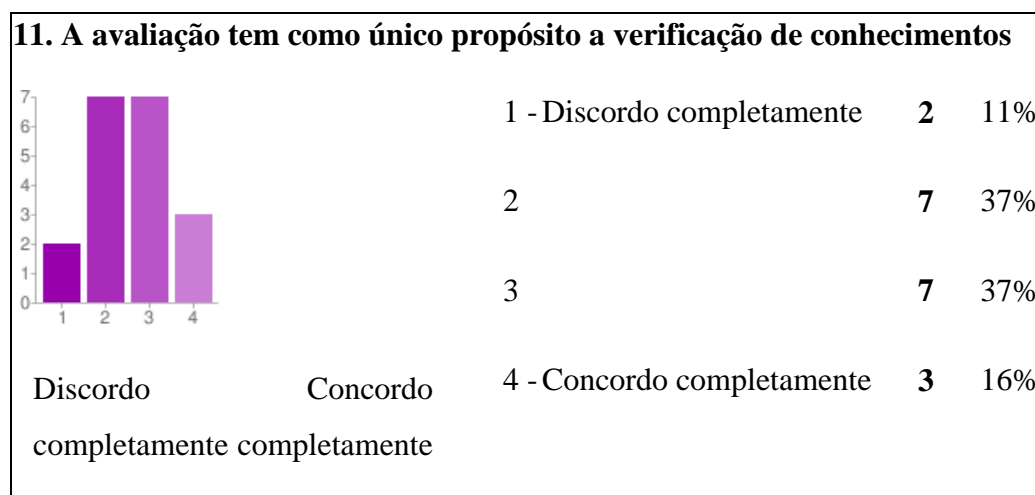 11. A avaliação tem como único propósito a verificação de conhecimentos
7
6
5
4
3
2
1
0
1 2 3 4
Discordo Concordo
completamente completamente
1 - Discordo completamente 2 11%
2 7 37%
3 7 37%
4 - Concordo completamente 3 16%